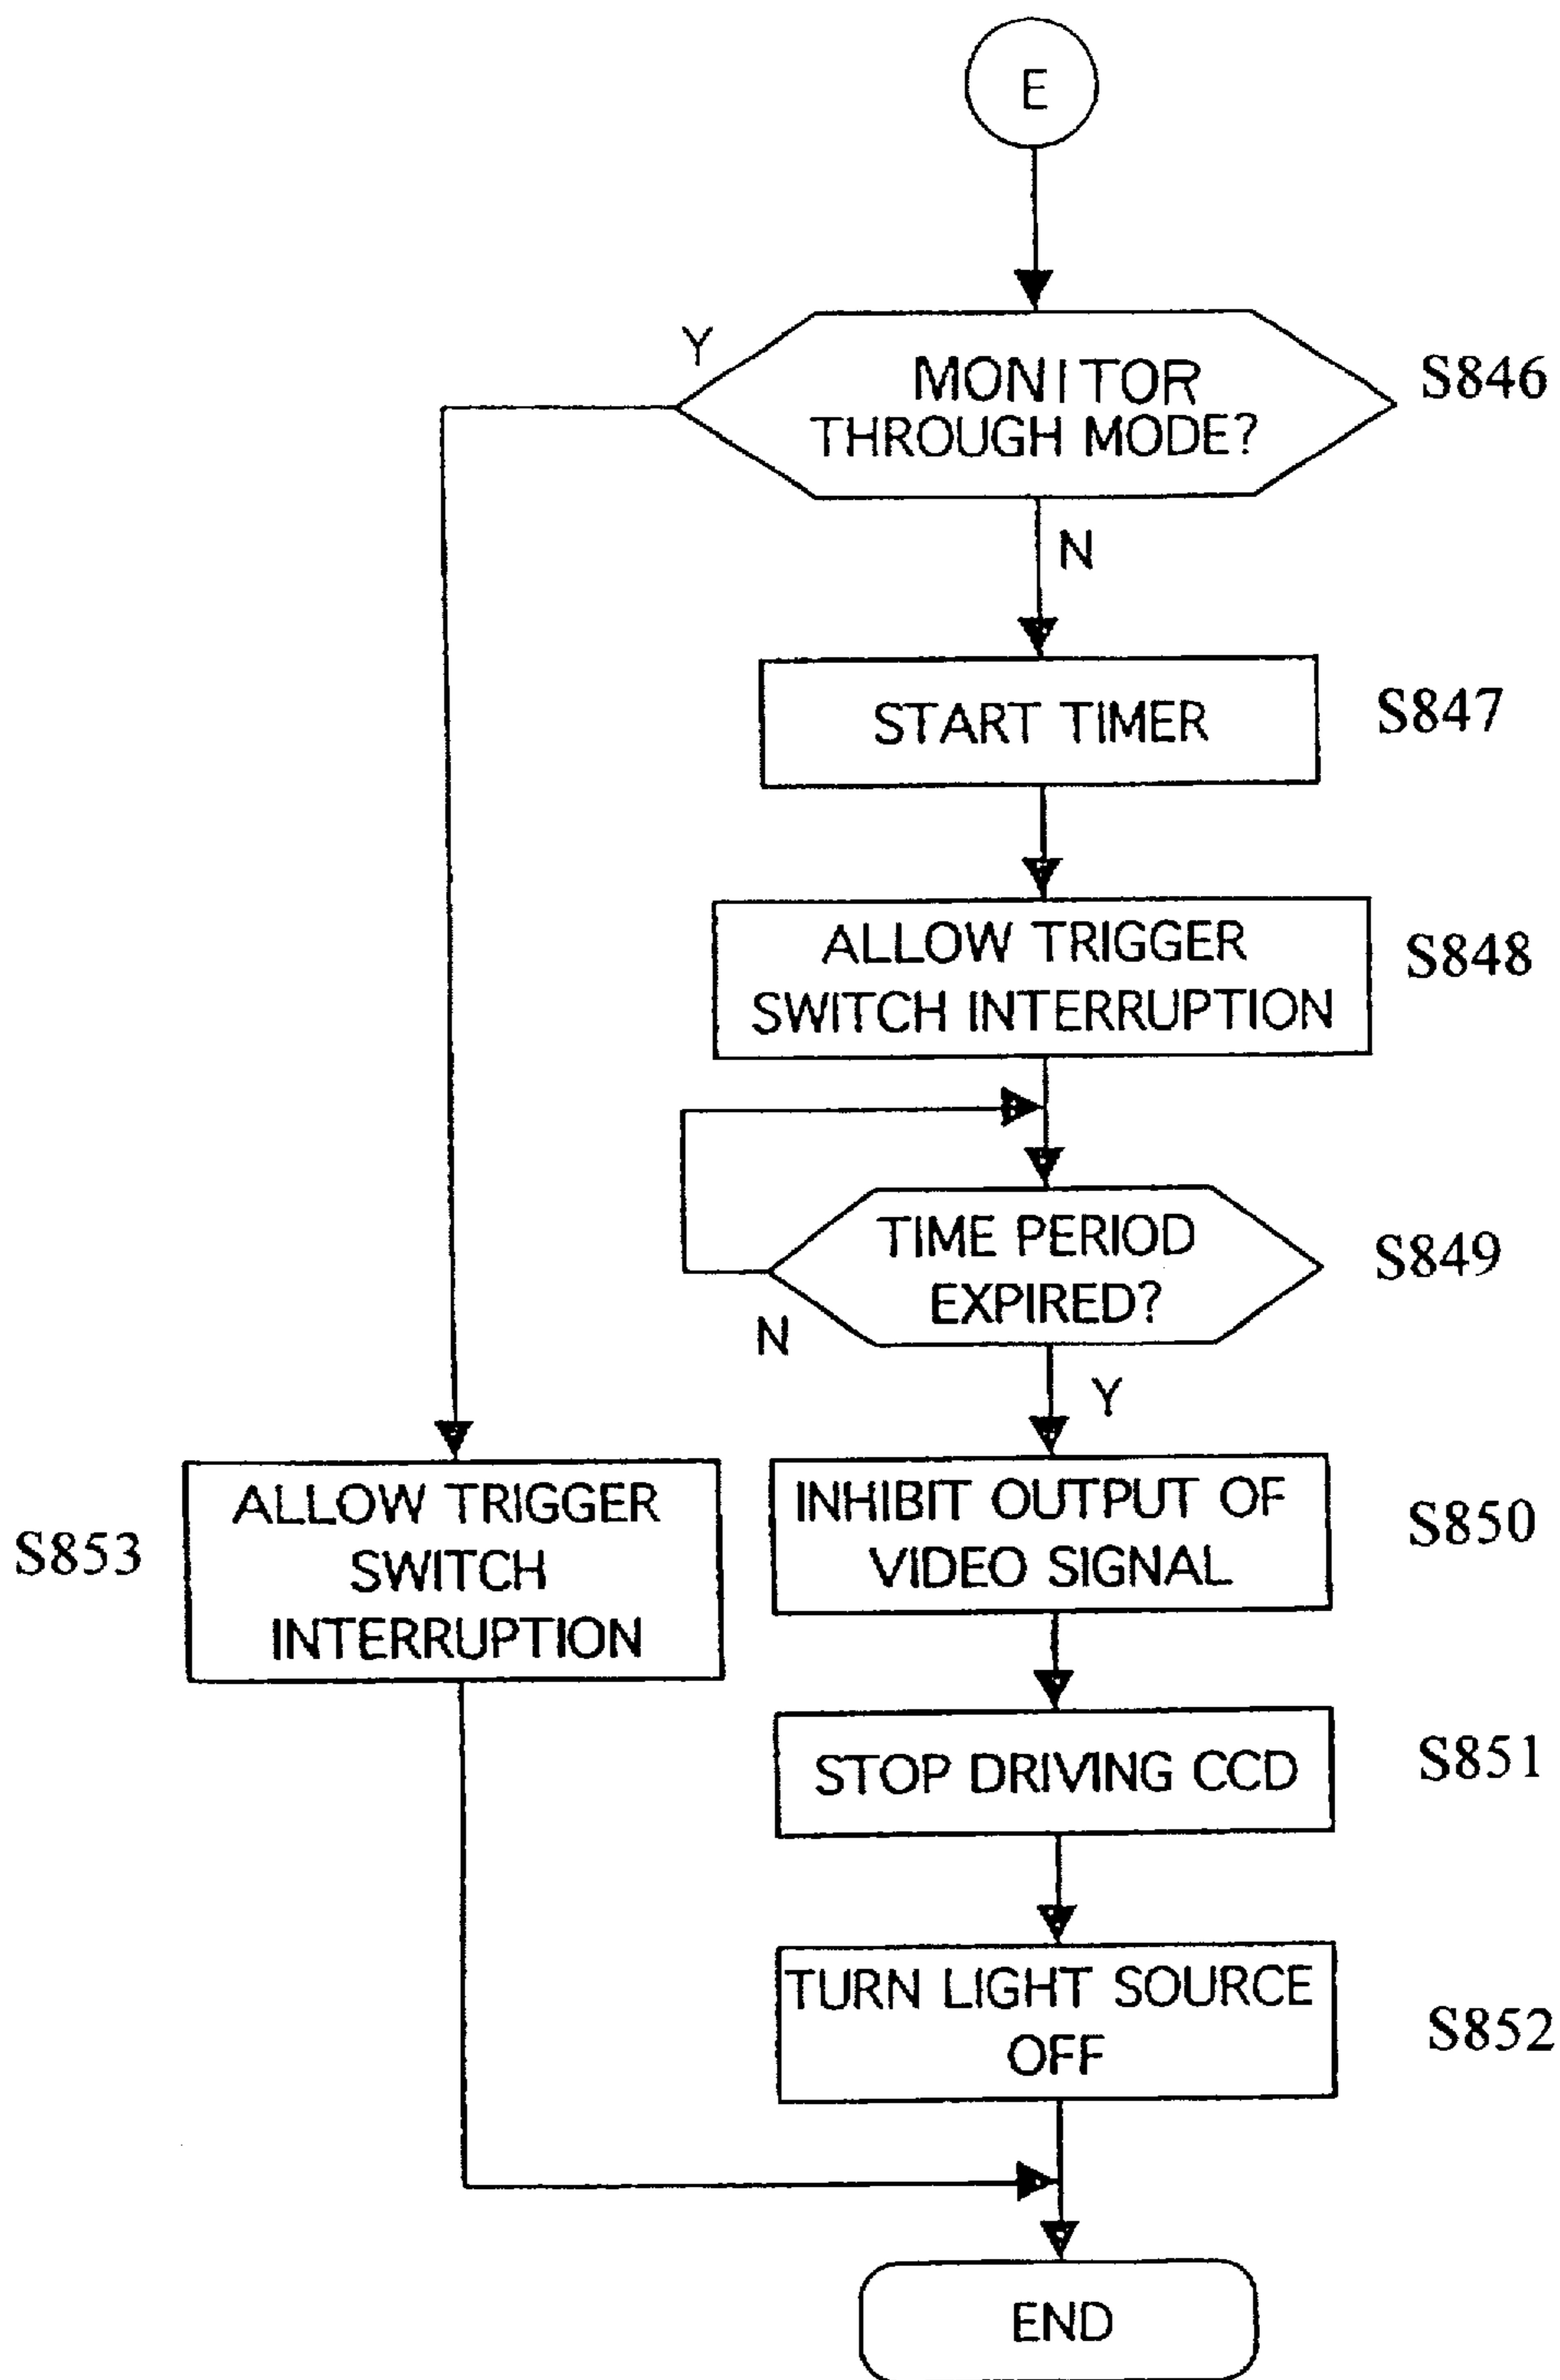 E
Y
MONITOR
THROUGH MODE?
S846
N
START TIMER
S847
ALLOW TRIGGER
SWITCH INTERRUPTION
S848
TIME PERIOD
EXPIRED?
S849
N
Y
S853
ALLOW TRIGGER
SWITCH
INTERRUPTION
INHIBIT OUTPUT OF
VIDEO SIGNAL
S850
STOP DRIVING CCD
S851
TURN LIGHT SOURCE
OFF
S852
END